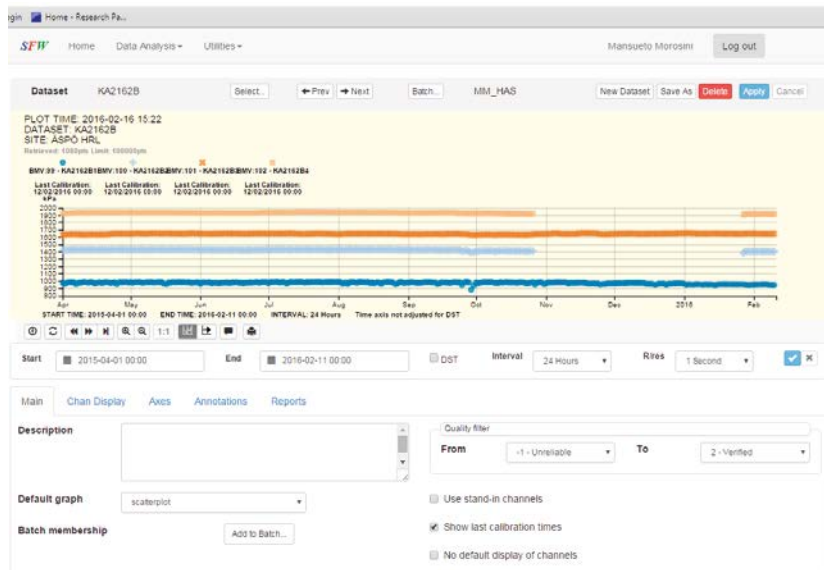 gin Home - Research Pa...
SFW Home Data Analysis Utilities Mansueto Morosini Log out
Dataset KA2162B Select... Prev Next Batch... MM_HAS New Dataset Save As Delete Apply Cancel
PLOT TIME: 2016-02-16 15:22
DATASET: KA2162B
SITE: ÄSPÖ HRL
Retrieved: 1080pts Limit: 100000pts
BMV:99 - KA2162B1 BMV:100 - KA2162B2 BMV:101 - KA2162B3 BMV:102 - KA2162B4
Last Calibration: Last Calibration: Last Calibration: Last Calibration:
12/02/2016 00:00 12/02/2016 00:00 12/02/2016 00:00 12/02/2016 00:00
kPa
2000
1900
1800
1700
1600
1500
1400
1300
1200
1100
1000
900
800
Apr May Jun Jul Aug Sep Oct Nov Dec 2016 Feb
START TIME: 2015-04-01 00:00 END TIME: 2016-02-11 00:00 INTERVAL: 24 Hours Time axis not adjusted for DST
1:1
Start 2015-04-01 00:00 End 2016-02-11 00:00 DST Interval 24 Hours R/res 1 Second
Main Chan Display Axes Annotations Reports
Description
Quality filter
From -1 - Unreliable To 2 - Verified
Default graph scatterplot
Use stand-in channels
Batch membership Add to Batch...
Show last calibration times
No default display of channels